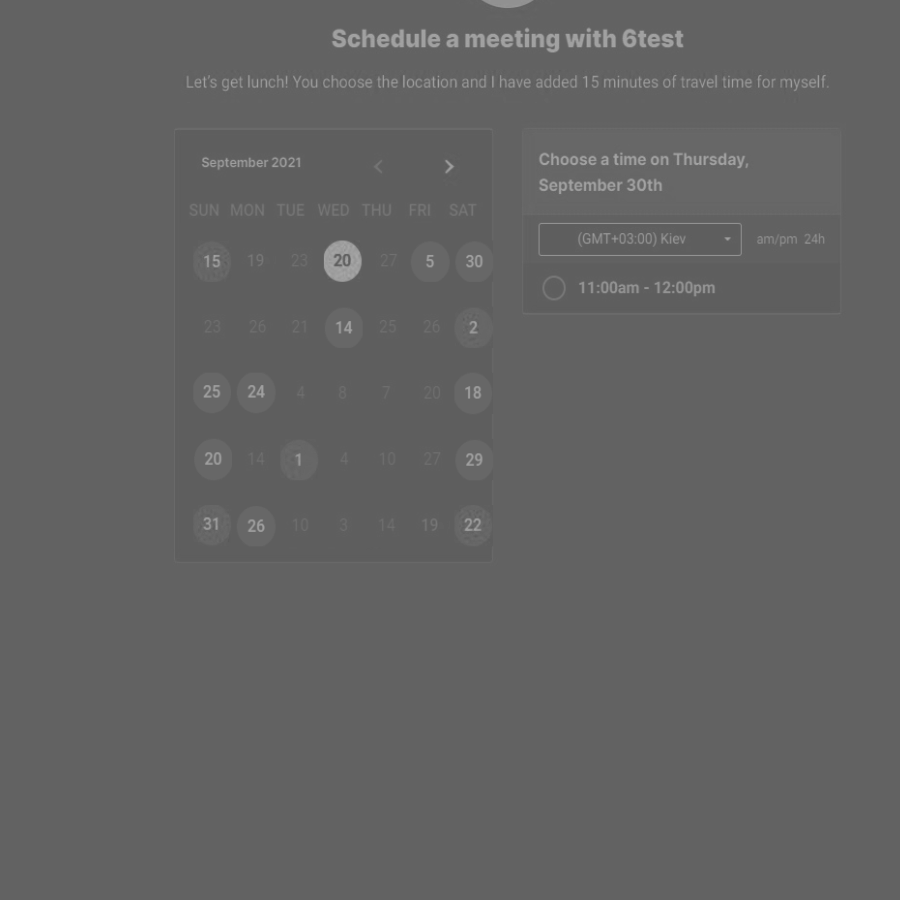 Schedule a meeting with 6test
Let's get lunch! You choose the location and I have added 15 minutes of travel time for myself.
September 2021
SUN MON TUE WED THU FRI SAT
15 19 23 20 27 5 30
23 26 21 14 25 26 2
25 24 4 8 7 20 18
20 14 1 4 10 27 29
31 26 10 3 14 19 22
Choose a time on Thursday,
September 30th
(GMT+03:00) Kiev am/pm 24h
11:00am - 12:00pm